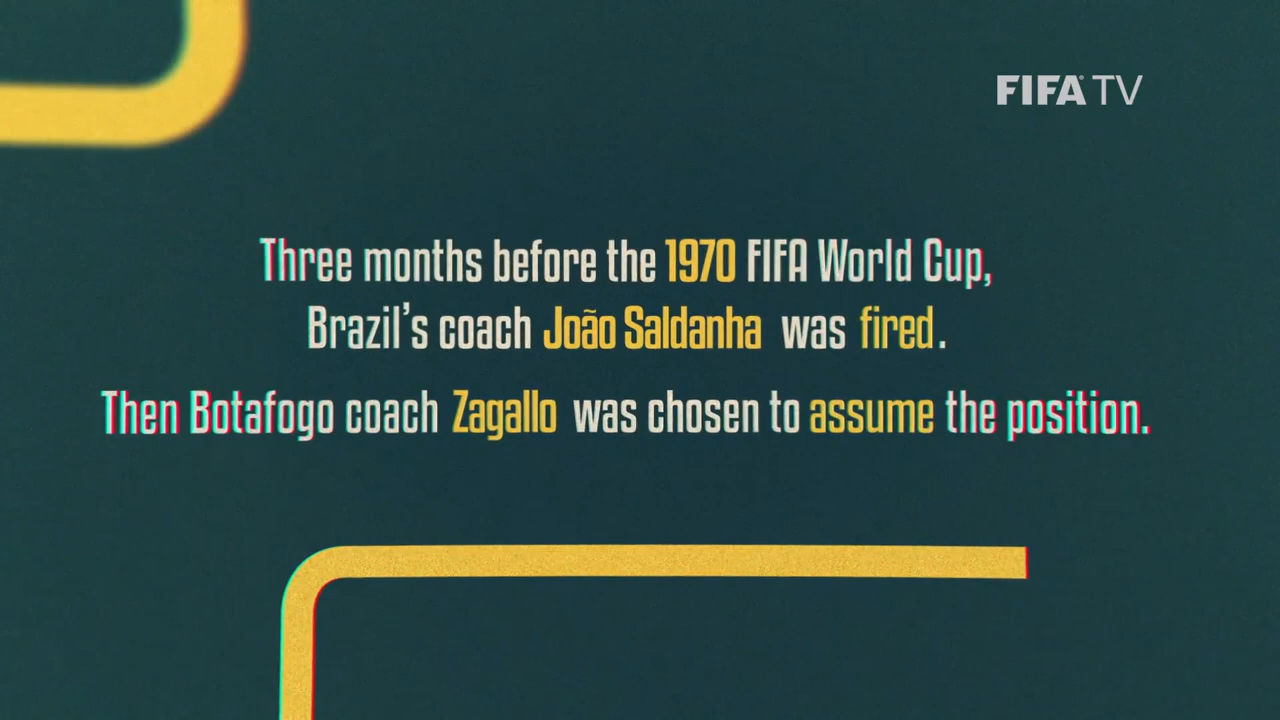 FIFA TV
Three months before the 1970 FIFA World Cup,
Brazil's coach João Saldanha was fired.
Then Botafogo coach Zagallo was chosen to assume the position.